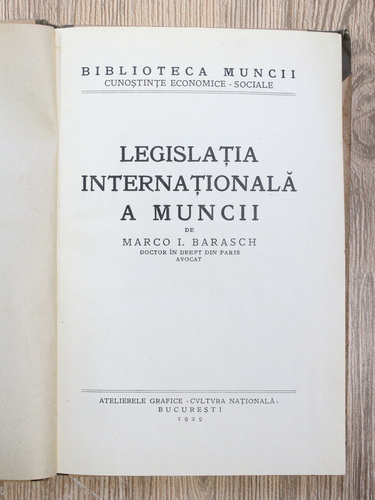 BIBLIOTECA MUNCII
CUNOȘTINȚE ECONOMICE - SOCIALE
LEGISLAȚIA
INTERNAȚIONALĂ
A MUNCII
DE
MARCO I. BARASCH
DOCTOR ÎN DREPT DIN PARIS
AVOCAT
ATELIERELE GRAFICE «CVLTVRA NAȚIONALĂ»
BUCUREȘTI
1929